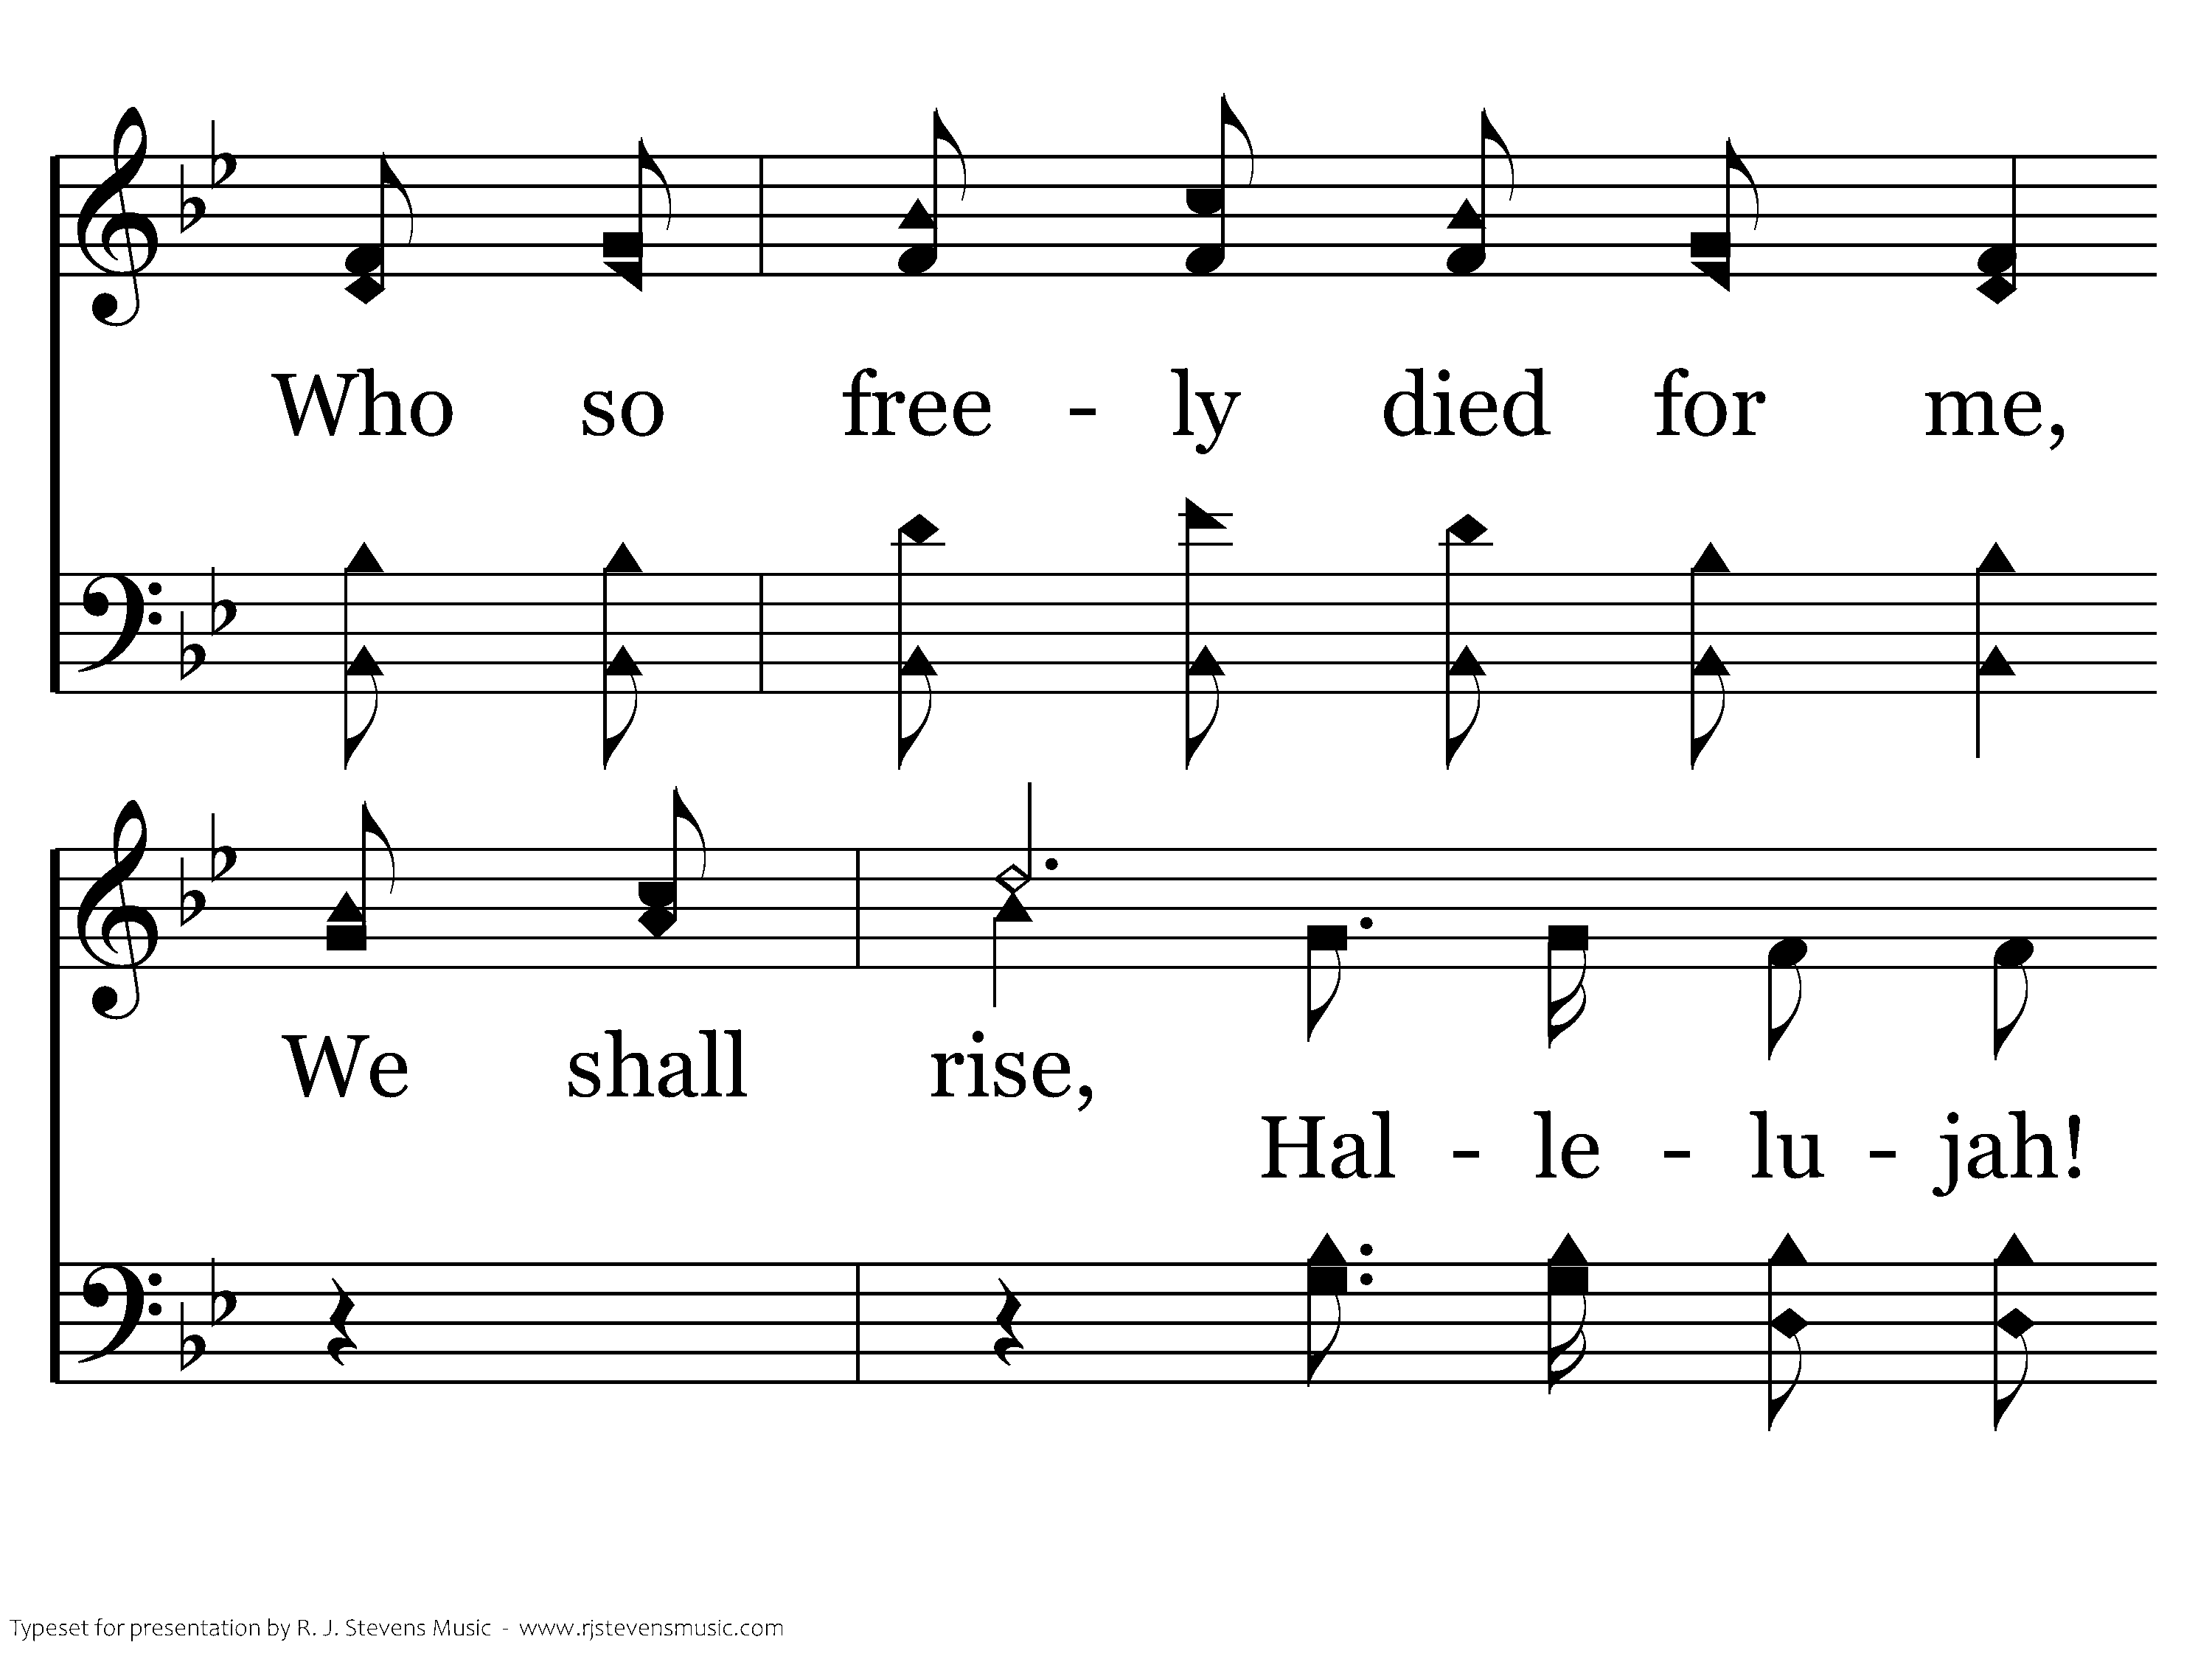 Who so free - ly died for me,
We shall rise,
Hal - le - lu - jah!
Typeset for presentation by R. J. Stevens Music - www.rjstevensmusic.com